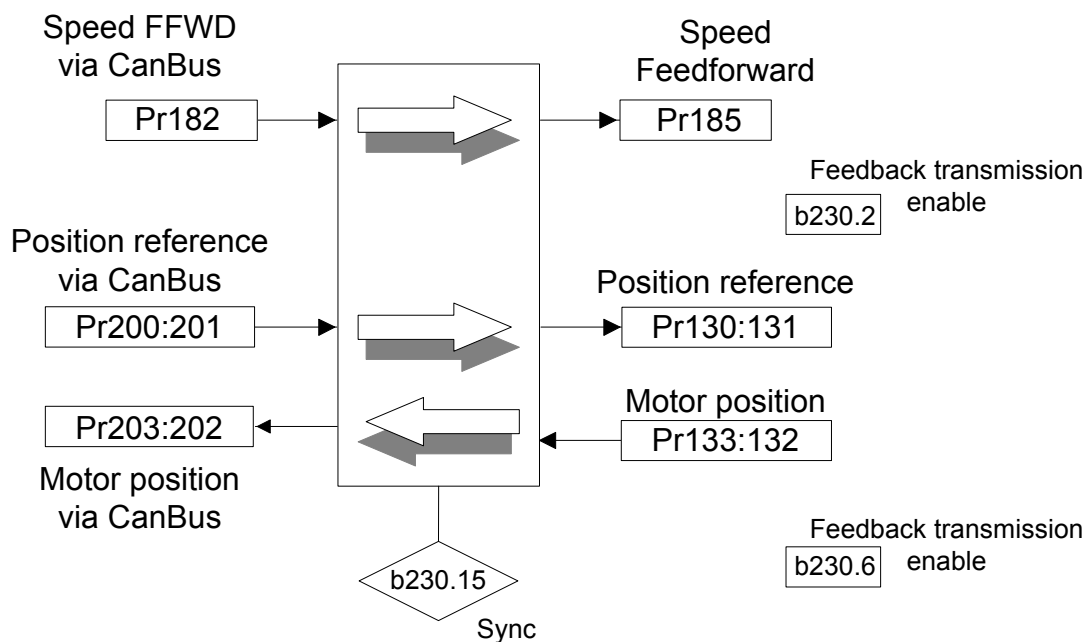 Speed FFWD
via CanBus
Pr182
Speed
Feedforward
Pr185
Feedback transmission
enable
b230.2
Position reference
via CanBus
Pr200:201
Position reference
Pr130:131
Pr203:202
Motor position
via CanBus
Motor position
Pr133:132
b230.15
Sync
Feedback transmission
enable
b230.6